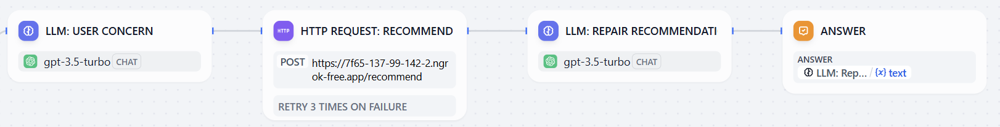 LLM: USER CONCERN
gpt-3.5-turbo CHAT
HTTP
HTTP REQUEST: RECOMMEND
POST https://7f65-137-99-142-2.ngr
ok-free.app/recommend
RETRY 3 TIMES ON FAILURE
LLM: REPAIR RECOMMENDATI
gpt-3.5-turbo CHAT
ANSWER
ANSWER
LLM: Rep... / {x} text